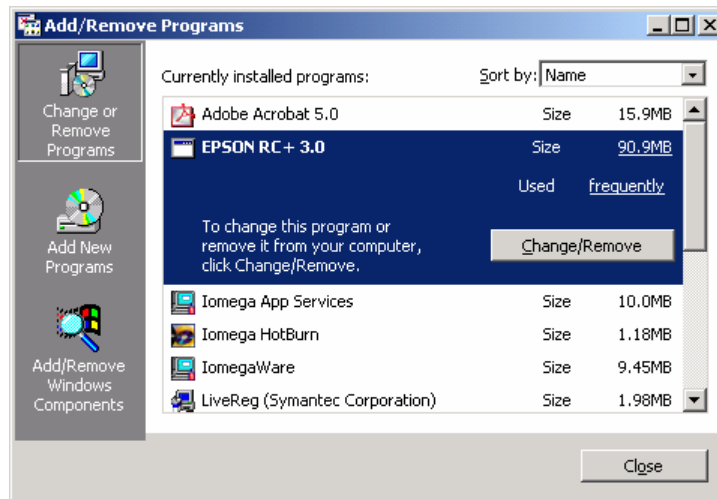 Add/Remove Programs
Change or
Remove
Programs
Add New
Programs
Add/Remove
Windows
Components
Currently installed programs:
Sort by: Name
Adobe Acrobat 5.0 Size 15.9MB
EPSON RC+ 3.0 Size 90.9MB
Used frequently
To change this program or
remove it from your computer,
click Change/Remove.
Change/Remove
Iomega App Services Size 10.0MB
Iomega HotBurn Size 1.18MB
IomegaWare Size 9.45MB
LiveReg (Symantec Corporation) Size 1.98MB
Close